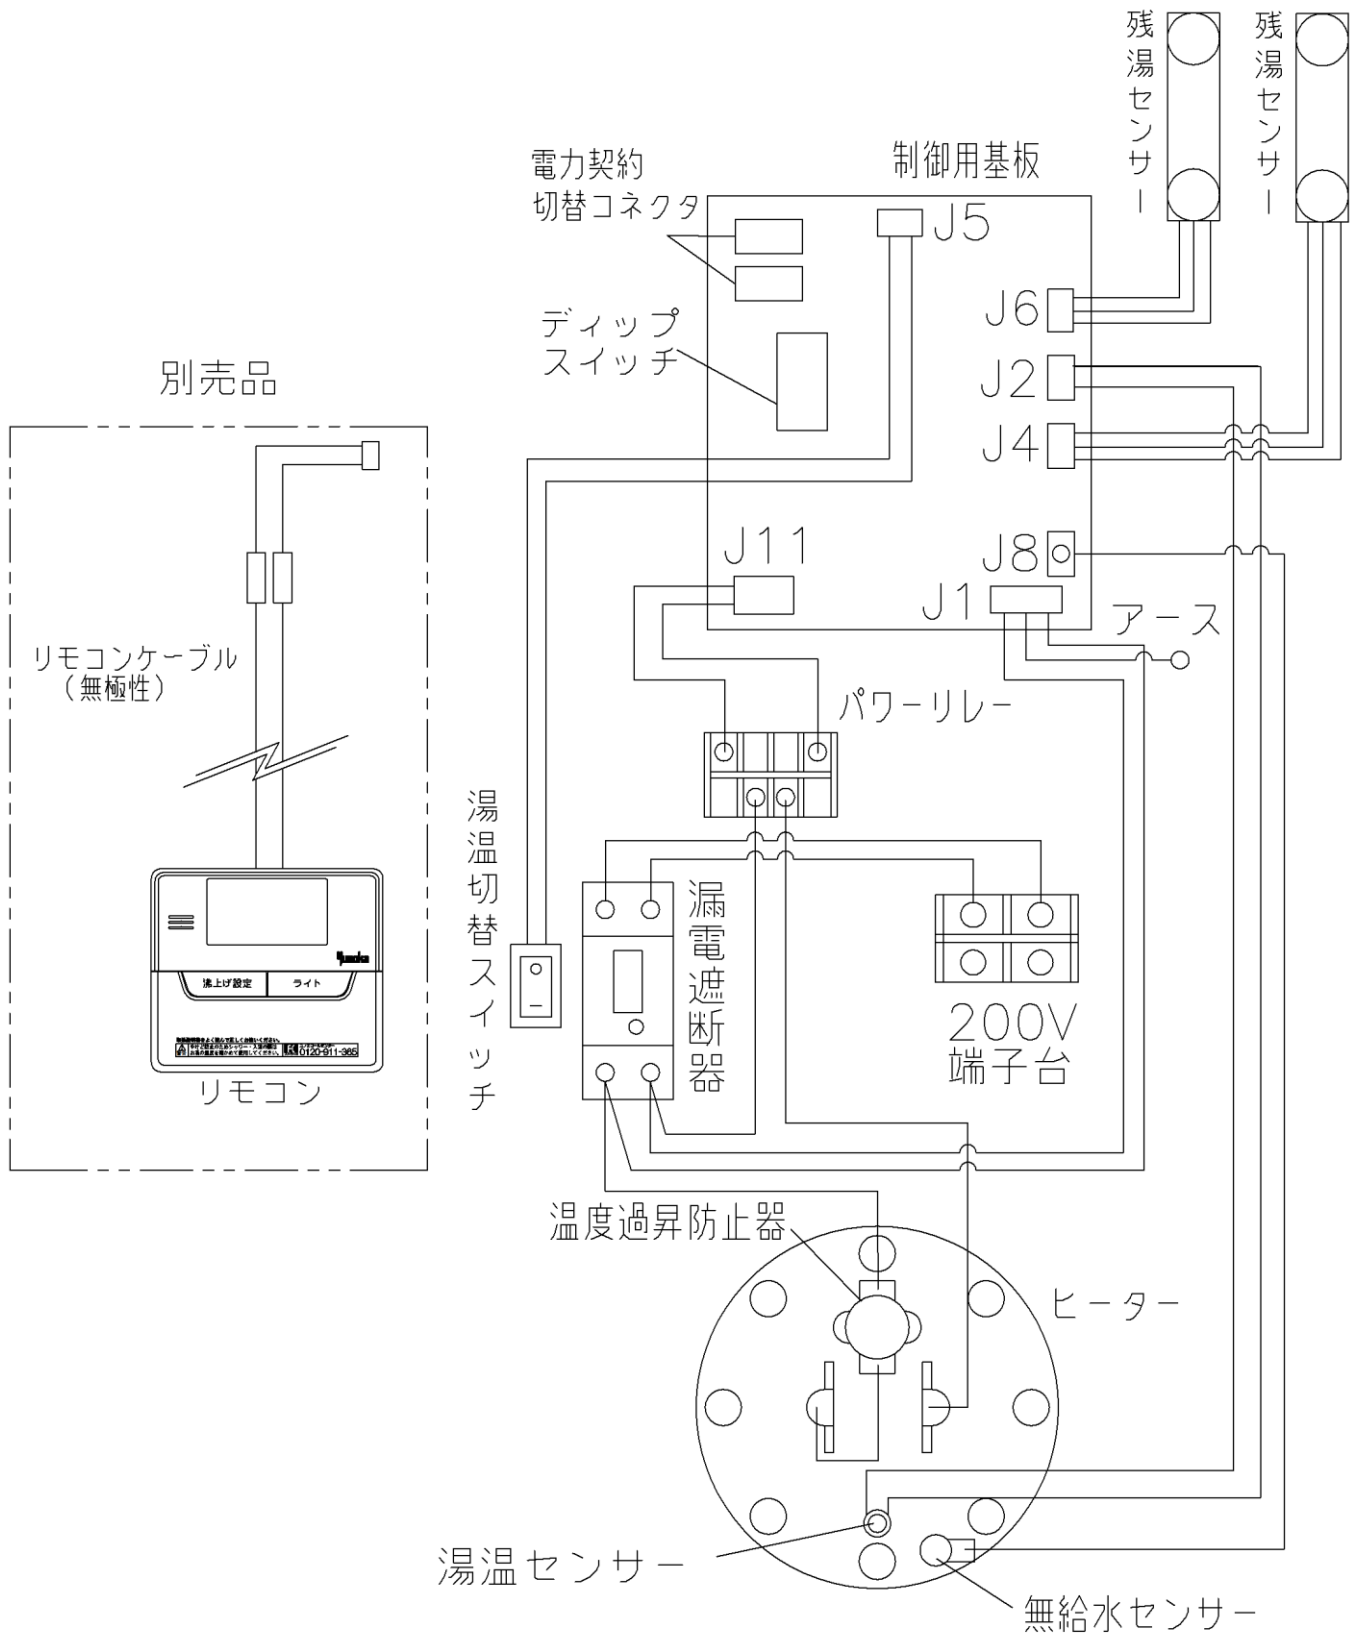 残湯センサー
残湯センサー
制御用基板
電力契約
切替コネクタ
J5
J6
ディップ
スイッチ
J2
別売品
J4
J11
J8
J1
アース
リモコンケーブル
(無極性)
パワーリレー
湯温切替スイッチ
漏電遮断器
yumoka
沸上げ設定
ライト
200V
端子台
0120-911-365
リモコン
温度過昇防止器
ヒーター
湯温センサー
無給水センサー